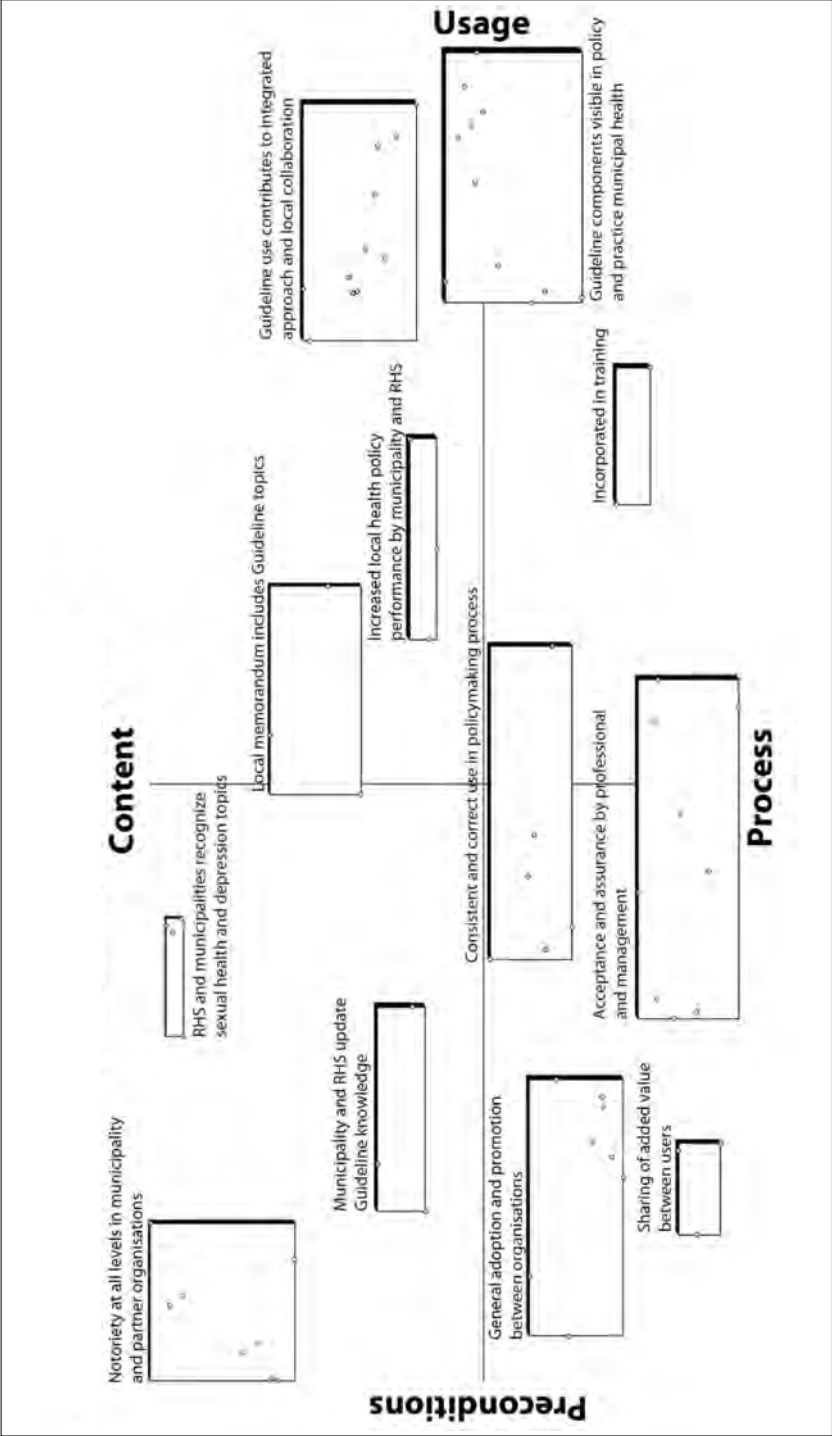 Content
Notoriety at all levels in municipality
and partner organisations
RHS and municipalities recognize
sexual health and depression topics
Local memorandum includes Guideline topics
Guideline use contributes to integrated
approach and local collaboration
Municipality and RHS update
Guideline knowledge
Increased local health policy
performance by municipality and RHS
Preconditions
Usage
Consistent and correct use in policymaking process
General adoption and promotion
between organisations
Acceptance and assurance by professional
and management
Incorporated in training
Guideline components visible in policy
and practice municipal health
Sharing of added value
between users
Process